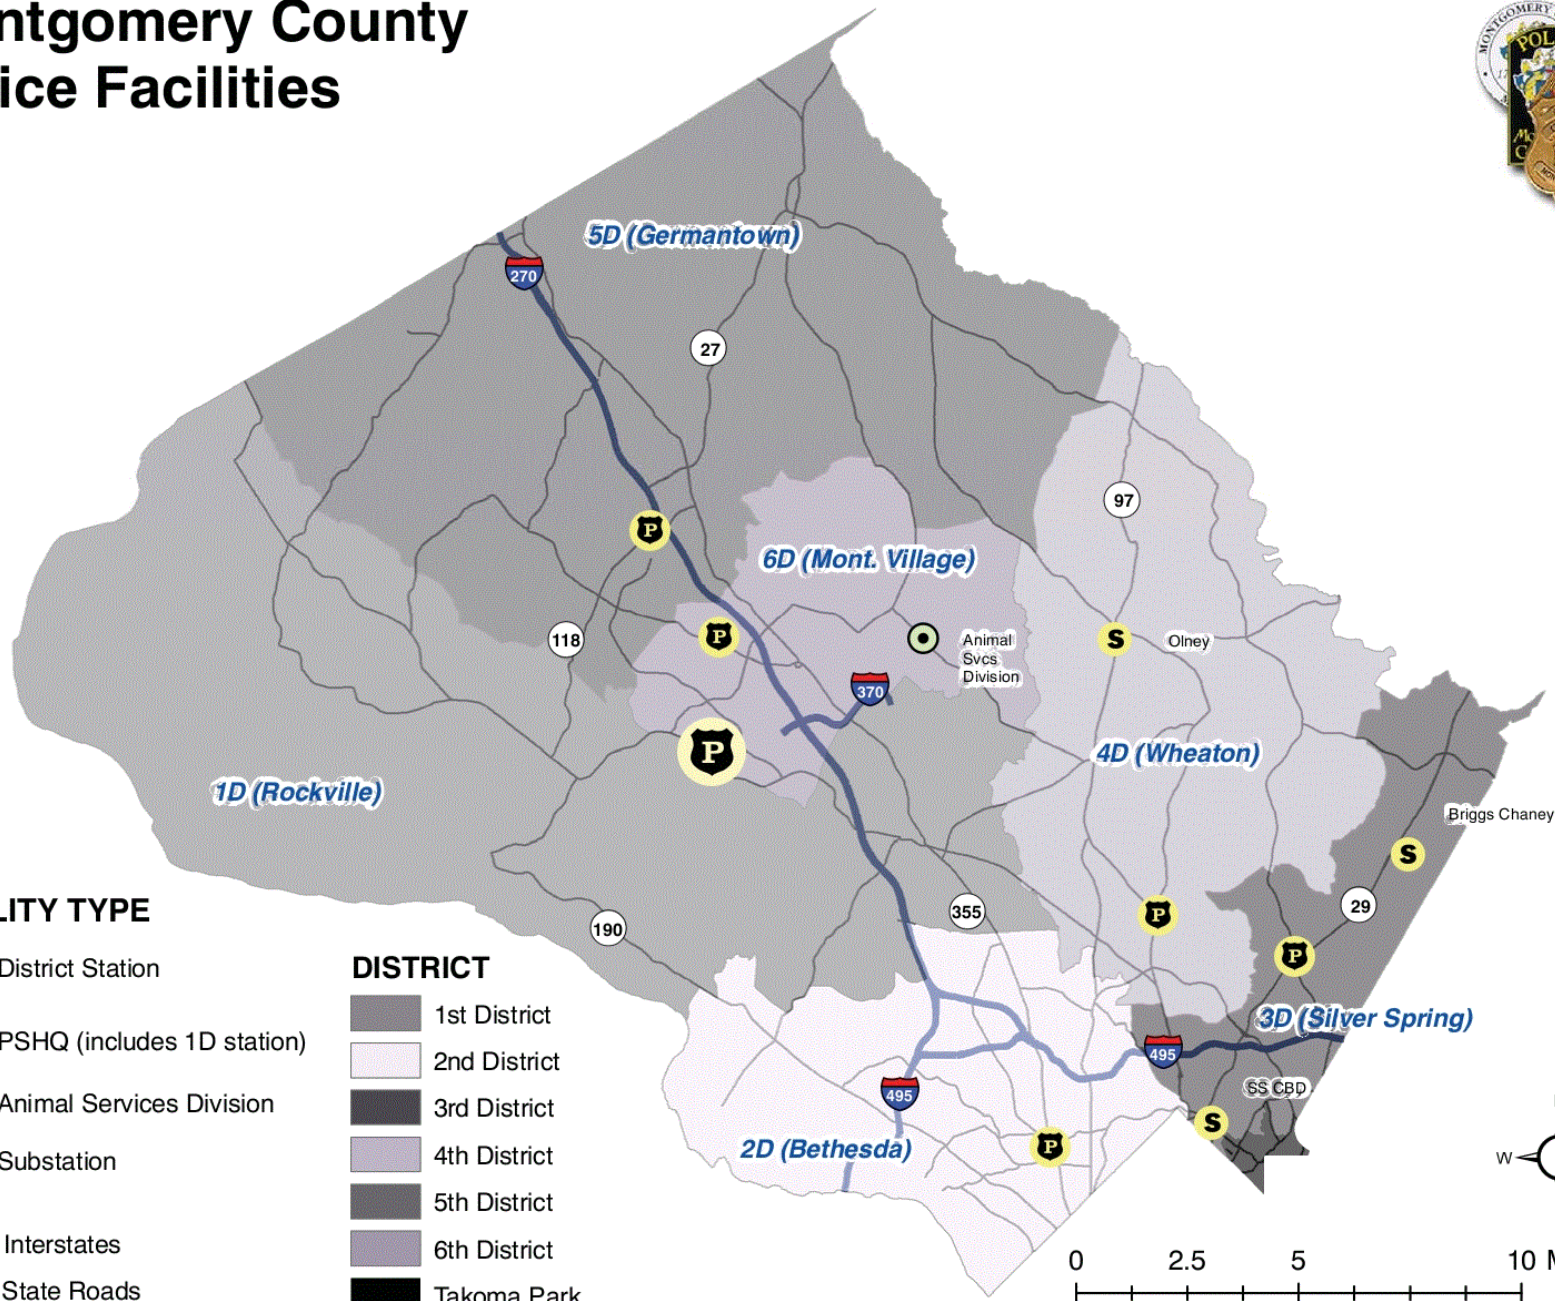 ntgomery County
ice Facilities
MONTGOMERY
POL
5D (Germantown)
270
27
P
97
6D (Mont. Village)
118
P
Animal
Svcs
Division
S
Olney
370
P
4D (Wheaton)
1D (Rockville)
Briggs Chaney
S
355
29
190
P
P
3D (Silver Spring)
495
SS CBD
495
S
2D (Bethesda)
P
LITY TYPE
District Station
PSHQ (includes 1D station)
Animal Services Division
Substation
Interstates
State Roads
DISTRICT
1st District
2nd District
3rd District
4th District
5th District
6th District
Takoma Park
W
0 2.5 5 10 M